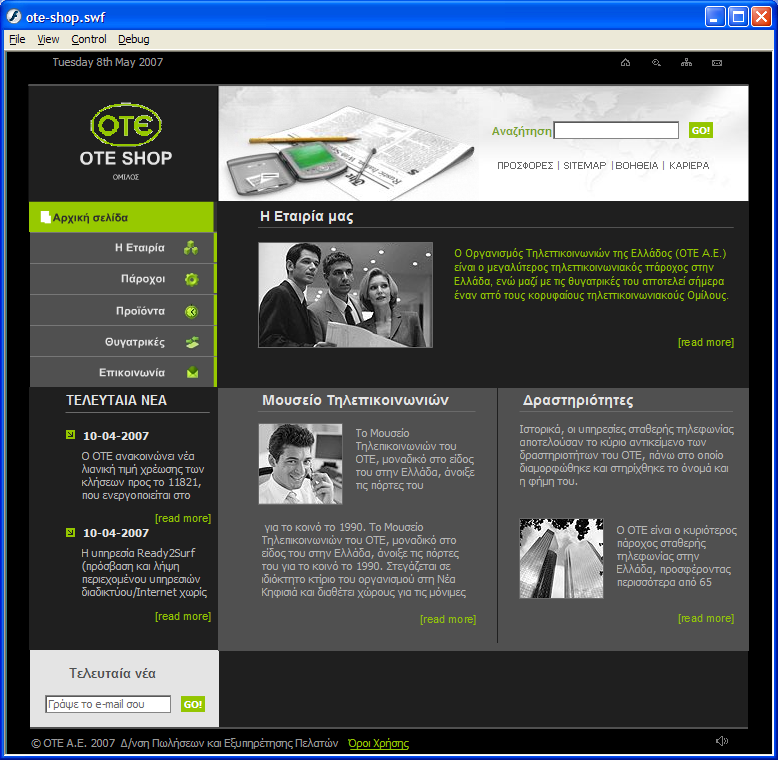 ote-shop.swf
File View Control Debug
Tuesday 8th May 2007
OTE
OTE SHOP
ΟΜΙΛΟΣ
Αναζήτηση GO!
ΠΡΟΣΦΟΡΕΣ | SITEMAP | ΒΟΗΘΕΙΑ | ΚΑΡΙΕΡΑ
Αρχική σελίδα
Η Εταιρία
Πάροχοι
Προϊόντα
Θυγατρικές
Επικοινωνία
Η Εταιρία μας
Ο Οργανισμός Τηλεπικοινωνιών της Ελλάδος (ΟΤΕ Α.Ε.)
είναι ο μεγαλύτερος τηλεπικοινωνιακός πάροχος στην
Ελλάδα, ενώ μαζί με τις θυγατρικές του αποτελεί σήμερα
έναν από τους κορυφαίους τηλεπικοινωνιακούς Ομίλους.
[read more]
ΤΕΛΕΥΤΑΙΑ ΝΕΑ
10-04-2007
Ο ΟΤΕ ανακοινώνει νέα
λιανική τιμή χρέωσης των
κλήσεων προς το 11821,
που ενεργοποιείται στο
[read more]
10-04-2007
Η υπηρεσία Ready2Surf
(πρόσβαση και λήψη
περιεχομένου υπηρεσιών
διαδικτύου/Internet χωρίς
[read more]
Μουσείο Τηλεπικοινωνιών
Το Μουσείο
Τηλεπικοινωνιών του
ΟΤΕ, μοναδικό στο είδος
του στην Ελλάδα, άνοιξε
τις πόρτες του
για το κοινό το 1990. Το Μουσείο
Τηλεπικοινωνιών του ΟΤΕ, μοναδικό στο
είδος του στην Ελλάδα, άνοιξε τις πόρτες
του για το κοινό το 1990. Στεγάζεται σε
ιδιόκτητο κτίριο του οργανισμού στη Νέα
Κηφισιά και διαθέτει χώρους για τις μόνιμες
[read more]
Δραστηριότητες
Ιστορικά, οι υπηρεσίες σταθερής τηλεφωνίας
αποτελούσαν το κύριο αντικείμενο των
δραστηριοτήτων του ΟΤΕ, πάνω στο οποίο
διαμορφώθηκε και στηρίχθηκε το όνομά και
η φήμη του.
Ο ΟΤΕ είναι ο κυριότερος
πάροχος σταθερής
τηλεφωνίας στην
Ελλάδα, προσφέροντας
περισσότερα από 65
[read more]
Τελευταία νέα
Γράψε το e-mail σου GO!
© ΟΤΕ Α.Ε. 2007 Δ/νση Πωλήσεων και Εξυπηρέτησης Πελατών Όροι Χρήσης